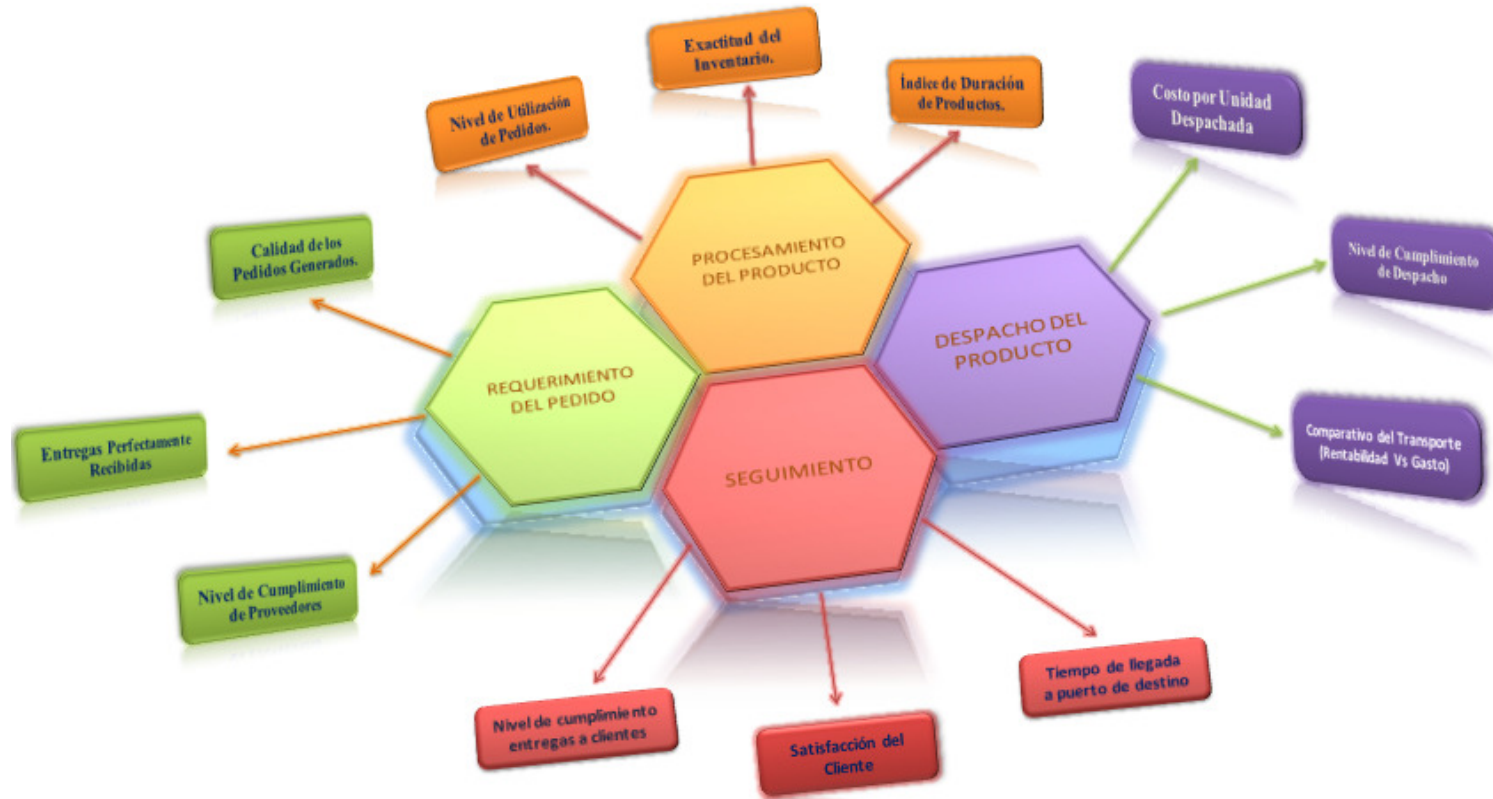 Exactitud del
Inventario.
Índice de Duración
de Productos.
Costo por Unidad
Despachada
Nivel de Utilización
de Pedidos.
Calidad de los
Pedidos Generados.
PROCESAMIENTO
DEL PRODUCTO
Nivel de Cumplimiento
de Despacho
DESPACHO DEL
PRODUCTO
REQUERIMIENTO
DEL PEDIDO
Entregas Perfectamente
Recibidas
SEGUIMIENTO
Comparativo del Transporte
(Rentabilidad Vs Gasto)
Nivel de Cumplimiento
de Proveedores
Nivel de cumplimiento
entregas a clientes
Satisfacción del
Cliente
Tiempo de llegada
a puerto de destino